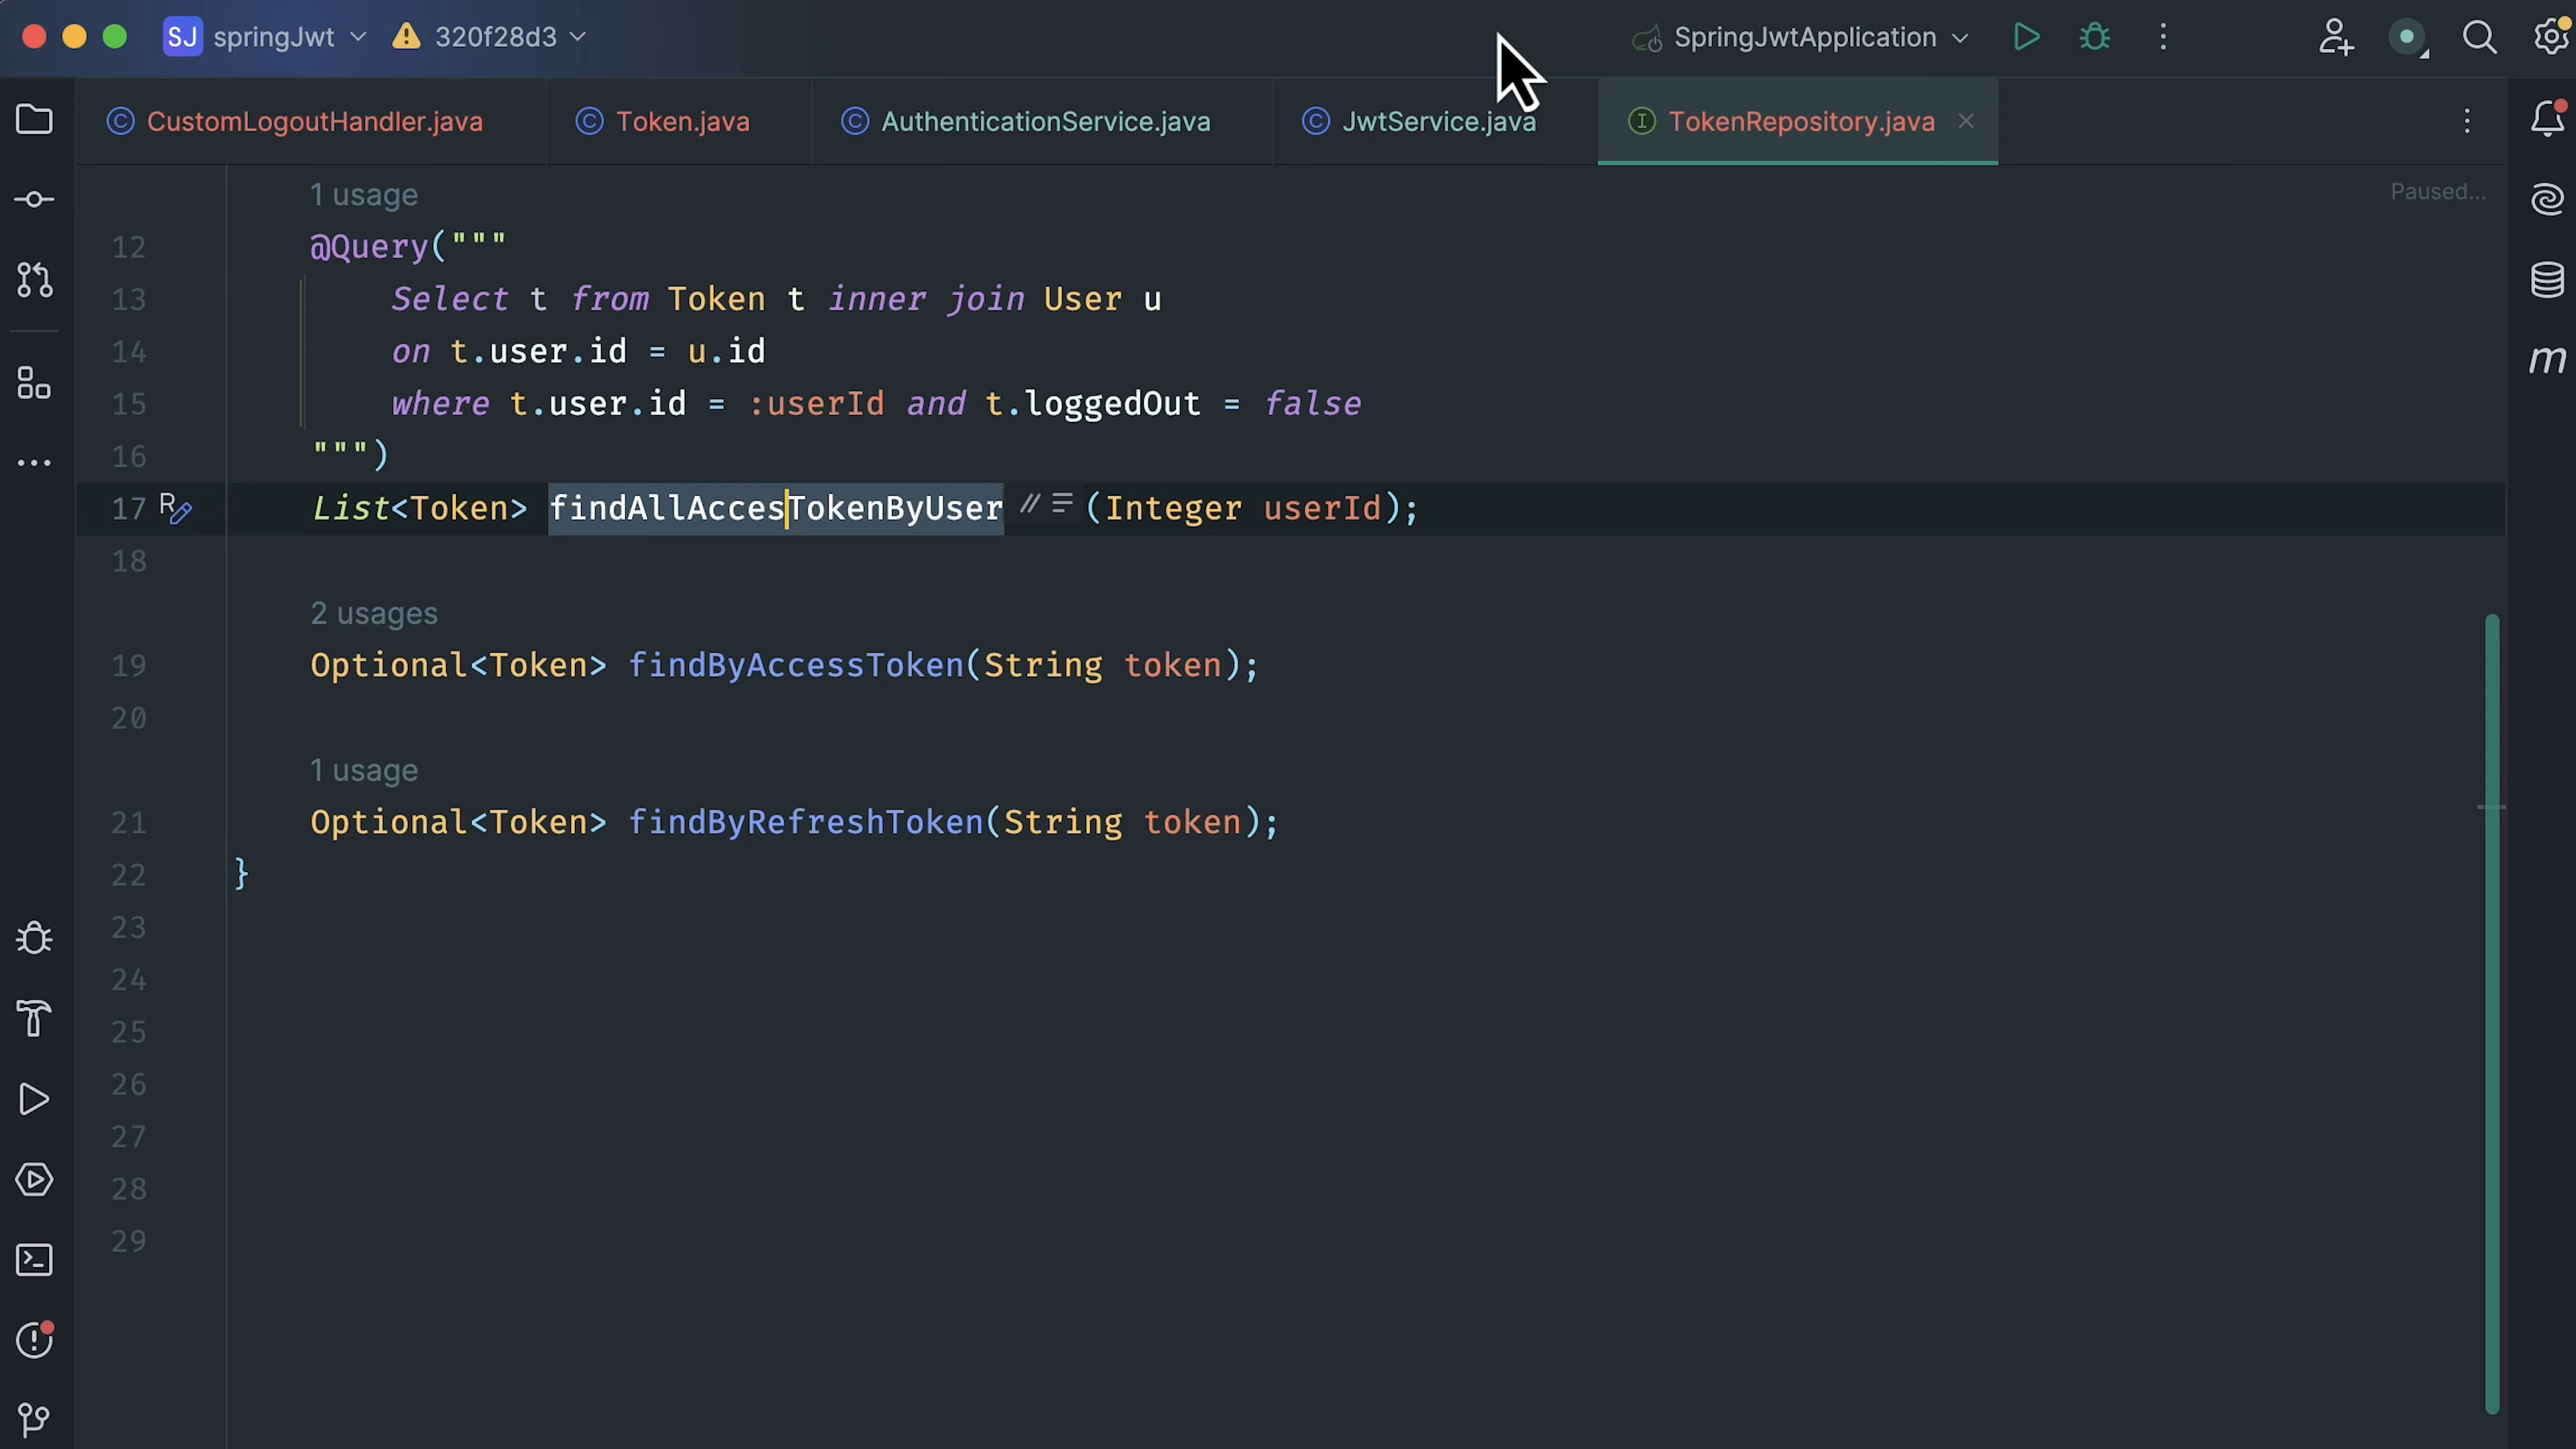 SJ springJwt 320f28d3 SpringJwtApplication
CustomLogoutHandler.java Token.java AuthenticationService.java JwtService.java TokenRepository.java
1 usage Paused...
12 @Query("""
13 Select t from Token t inner join User u
14 on t.user.id = u.id
15 where t.user.id = :userId and t.loggedOut = false
16 """)
17 List<Token> findAllAccesTokenByUser (Integer userId);
18
2 usages
19 Optional<Token> findByAccessToken(String token);
20
1 usage
21 Optional<Token> findByRefreshToken(String token);
22 }
23
24
25
26
27
28
29